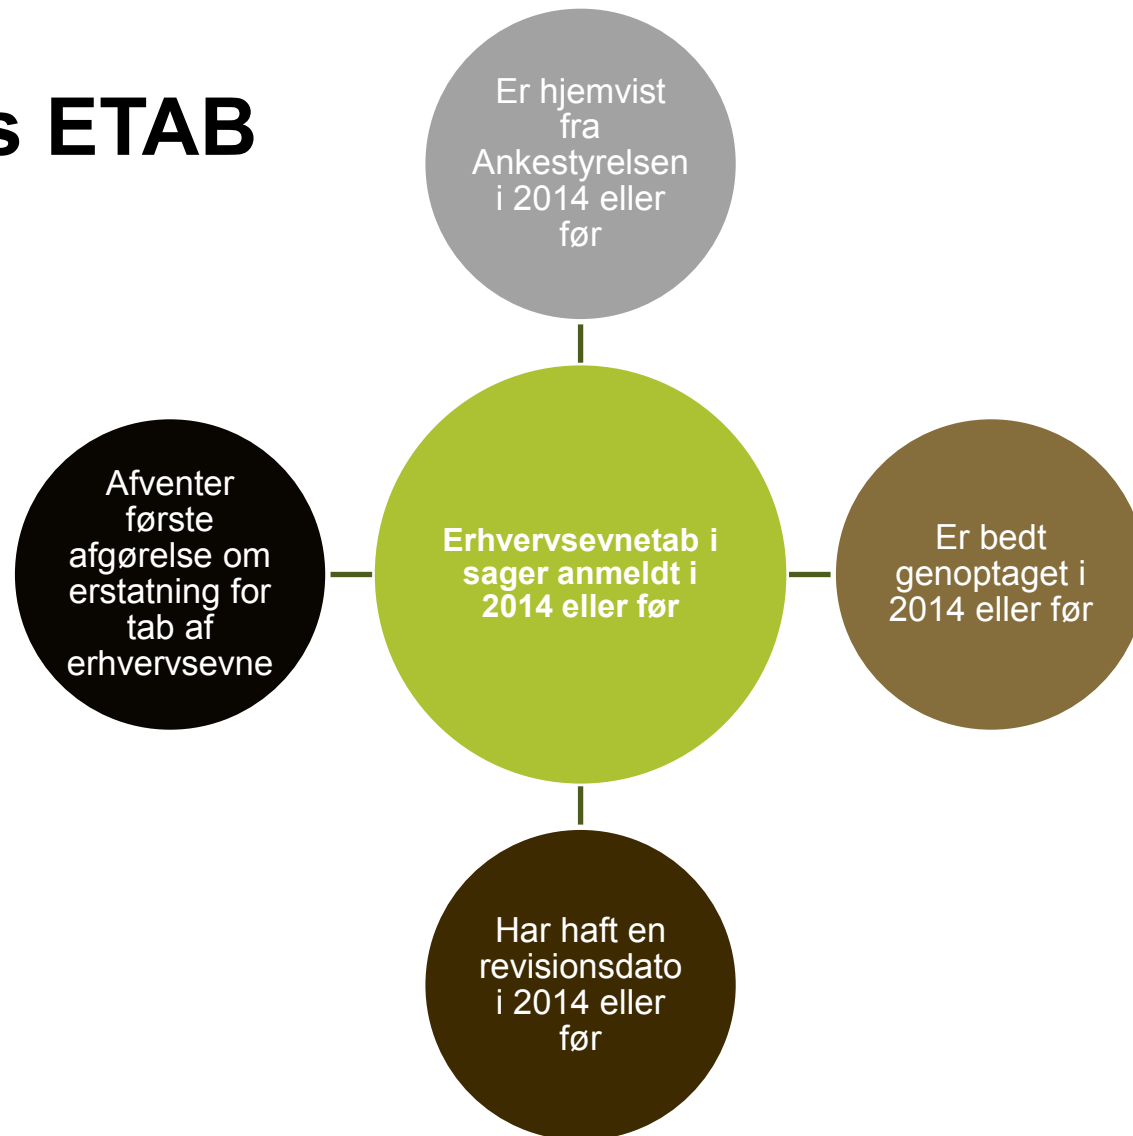 s ETAB
Er hjemvist
fra
Ankestyrelsen
i 2014 eller
før
Afventer
første
afgørelse om
erstatning for
tab af
erhvervsevne
Erhvervsevnetab i
sager anmeldt i
2014 eller før
Er bedt
genoptaget i
2014 eller før
Har haft en
revisionsdato
i 2014 eller
før